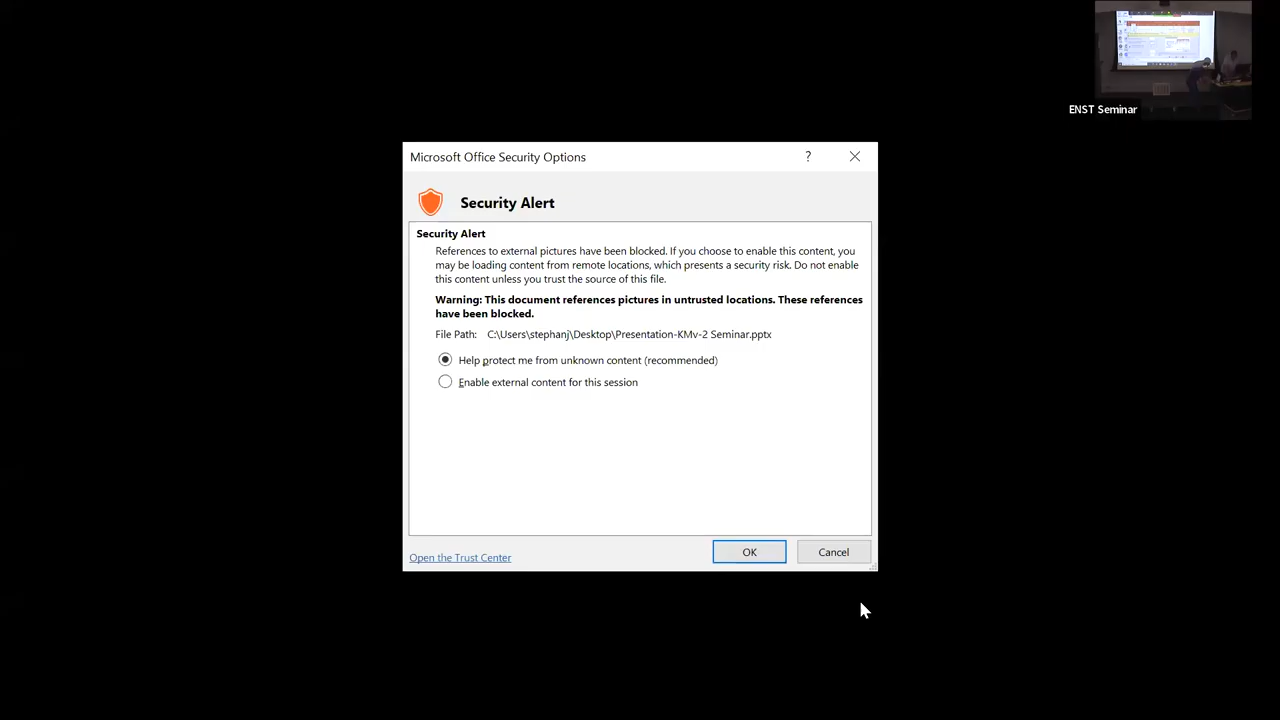 ENST Seminar
Microsoft Office Security Options
?
Security Alert
Security Alert
References to external pictures have been blocked. If you choose to enable this content, you
may be loading content from remote locations, which presents a security risk. Do not enable
this content unless you trust the source of this file.
Warning: This document references pictures in untrusted locations. These references
have been blocked.
File Path: C:\Users\stephanj\Desktop\Presentation-KMv-2 Seminar.pptx
Help protect me from unknown content (recommended)
Enable external content for this session
Open the Trust Center
OK
Cancel